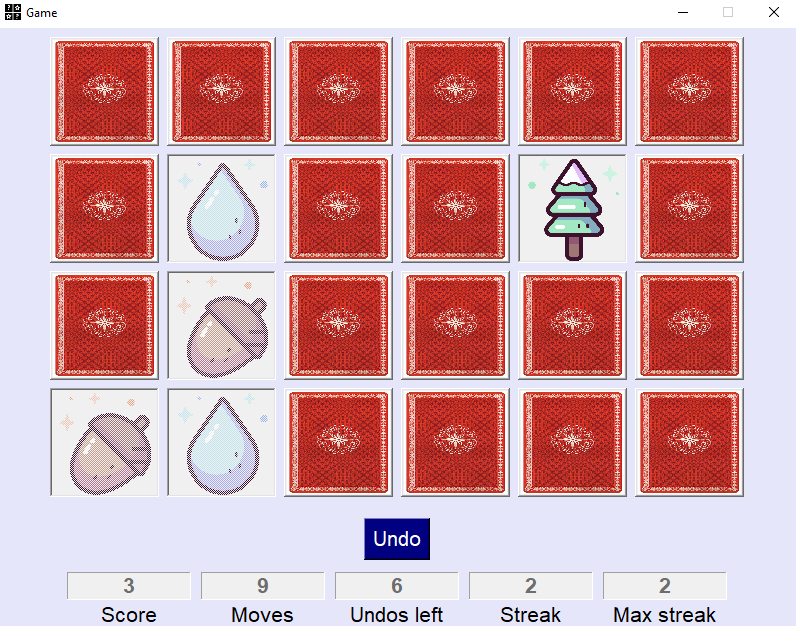 Game
Undo
3 9 6 2 2
Score Moves Undos left Streak Max streak